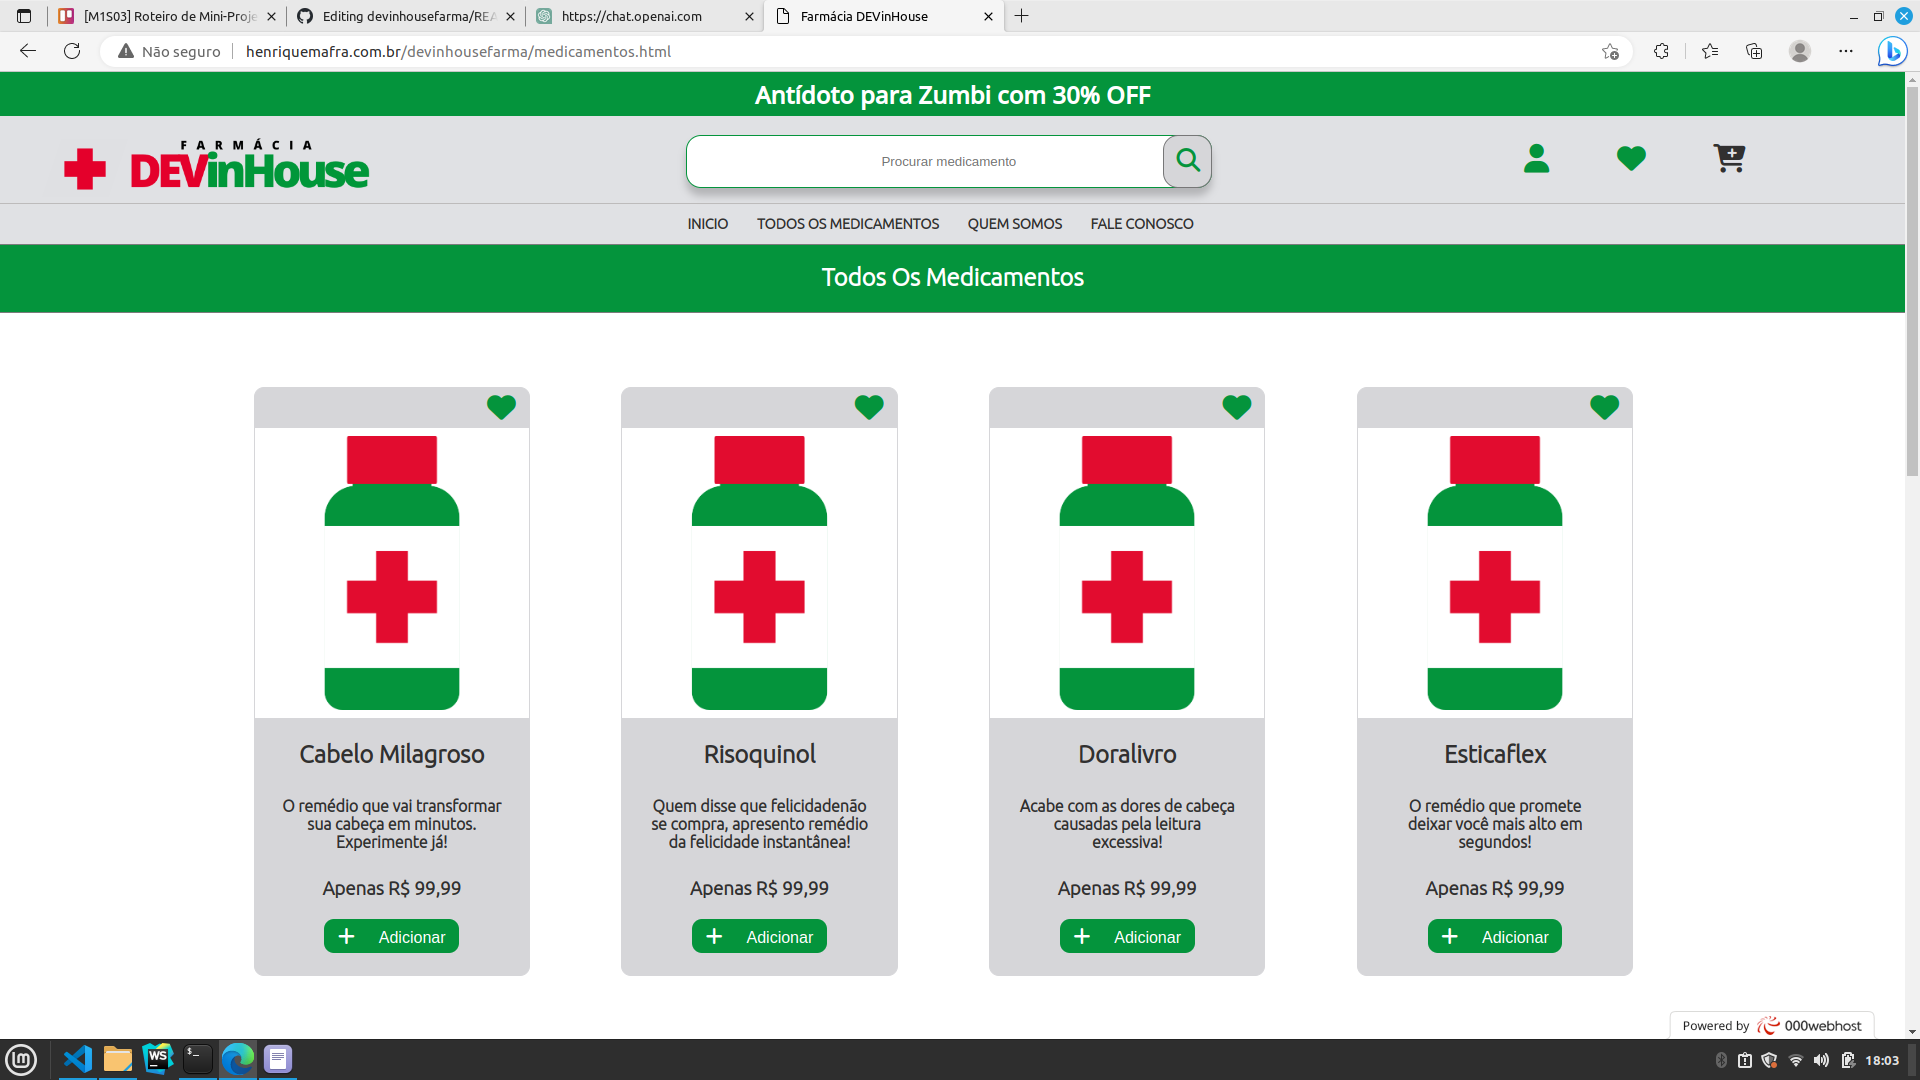 [M1S03] Roteiro de Mini-Proje
Editing devinhousefarma/REA
https://chat.openai.com
Farmácia DEVinHouse
Não seguro
henriquemafra.com.br/devinhousefarma/medicamentos.html
Antídoto para Zumbi com 30% OFF
FARMÁCIA
DEVinHouse
Procurar medicamento
INICIO TODOS OS MEDICAMENTOS QUEM SOMOS FALE CONOSCO
Todos Os Medicamentos
Cabelo Milagroso
O remédio que vai transformar
sua cabeça em minutos.
Experimente já!
Apenas R$ 99,99
+ Adicionar
Risoquinol
Quem disse que felicidadenão
se compra, apresento remédio
da felicidade instantânea!
Apenas R$ 99,99
+ Adicionar
Doralivro
Acabe com as dores de cabeça
causadas pela leitura
excessiva!
Apenas R$ 99,99
+ Adicionar
Esticaflex
O remédio que promete
deixar você mais alto em
segundos!
Apenas R$ 99,99
+ Adicionar
Powered by 000webhost
WS
$_
18:03